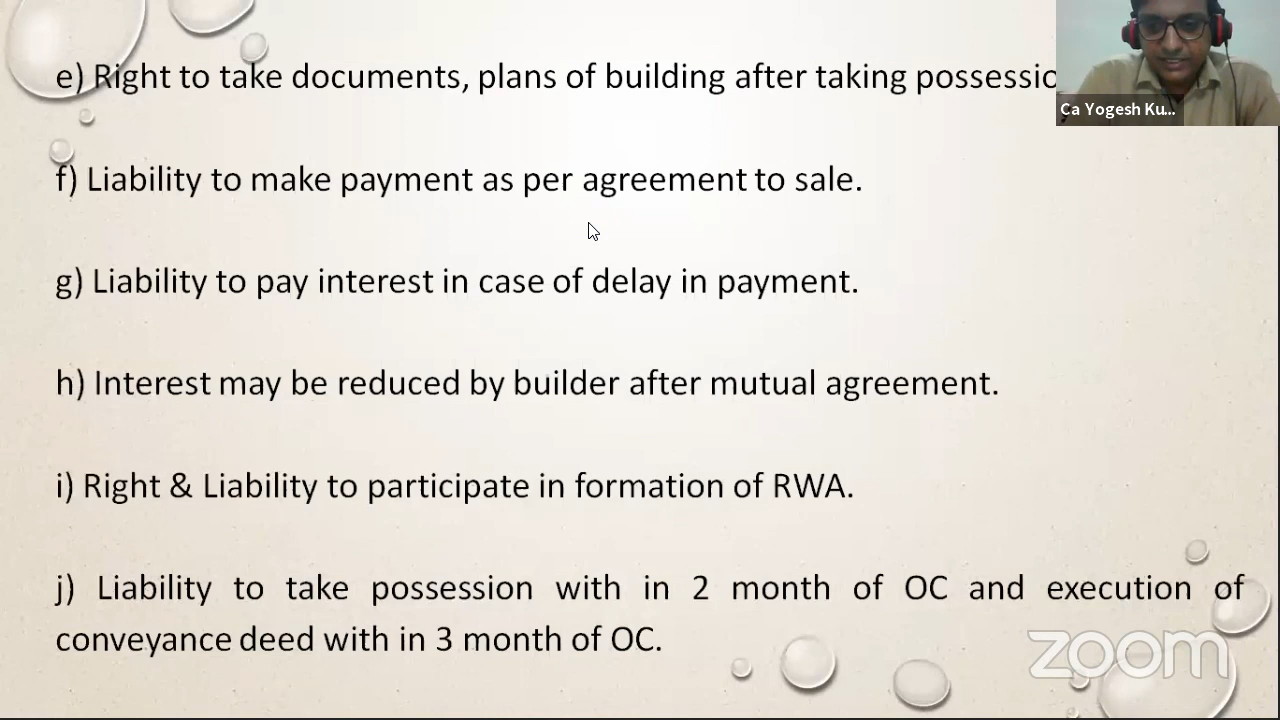 e) Right to take documents, plans of building after taking
Ca Yogesh Ku...
f) Liability to make payment as per agreement to sale.
g) Liability to pay interest in case of delay in payment.
h) Interest may be reduced by builder after mutual agreement.
i) Right & Liability to participate in formation of RWA.
j) Liability to take possession with in 2 month of OC and execution of
conveyance deed with in 3 month of OC.
zoom